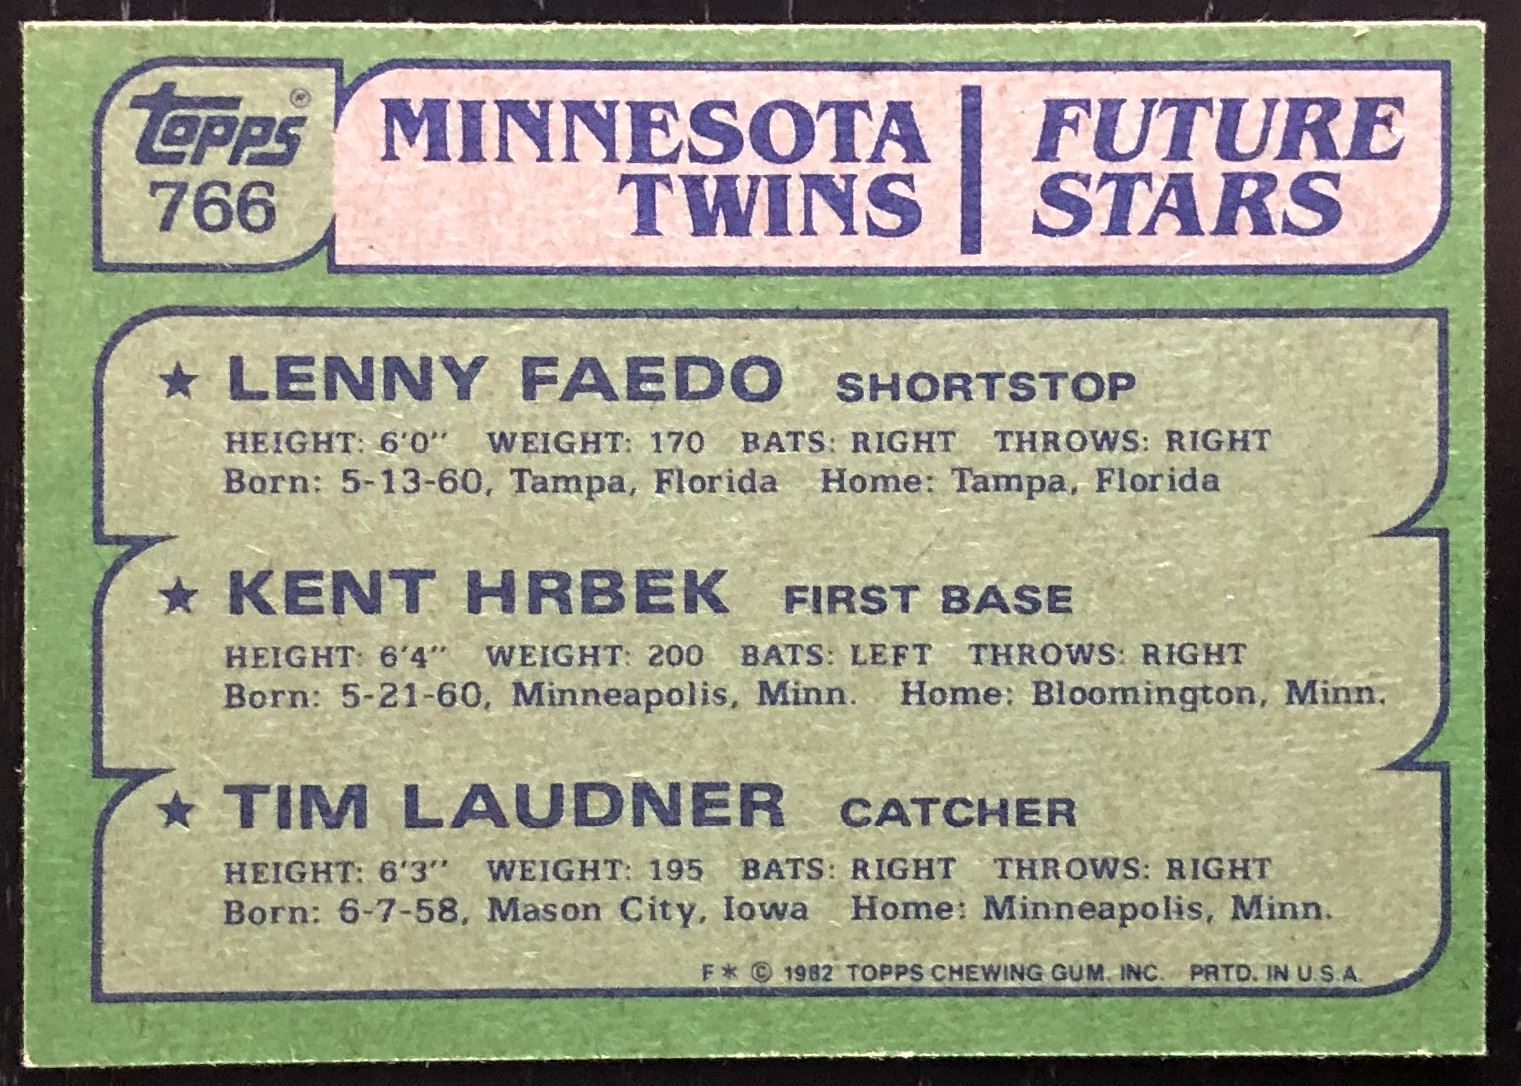 Topps ®
766
MINNESOTA
TWINS
FUTURE
STARS
★ LENNY FAEDO SHORTSTOP
HEIGHT: 6'0" WEIGHT: 170 BATS: RIGHT THROWS: RIGHT
Born: 5-13-60, Tampa, Florida Home: Tampa, Florida
★ KENT HRBEK FIRST BASE
HEIGHT: 6'4" WEIGHT: 200 BATS: LEFT THROWS: RIGHT
Born: 5-21-60, Minneapolis, Minn. Home: Bloomington, Minn.
★ TIM LAUDNER CATCHER
HEIGHT: 6'3" WEIGHT: 195 BATS: RIGHT THROWS: RIGHT
Born: 6-7-58, Mason City, Iowa Home: Minneapolis, Minn.
F* © 1982 TOPPS CHEWING GUM, INC. PRTD. IN U.S.A.